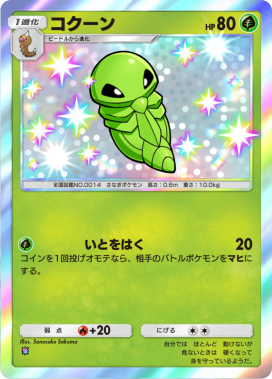 1進化 コクーン HP 80
ビードルから進化
全国図鑑NO.0014 さなぎポケモン 高さ:0.6m 重さ:10.0kg
いとをはく 20
コインを1回投げオモテなら、相手のバトルポケモンをマヒに
する。
弱点 +20 にげる
Illus. Sanosuke Sakuma
自分では ほとんど 動けないが
危ないときは 硬くなって
身を守っているようだ。